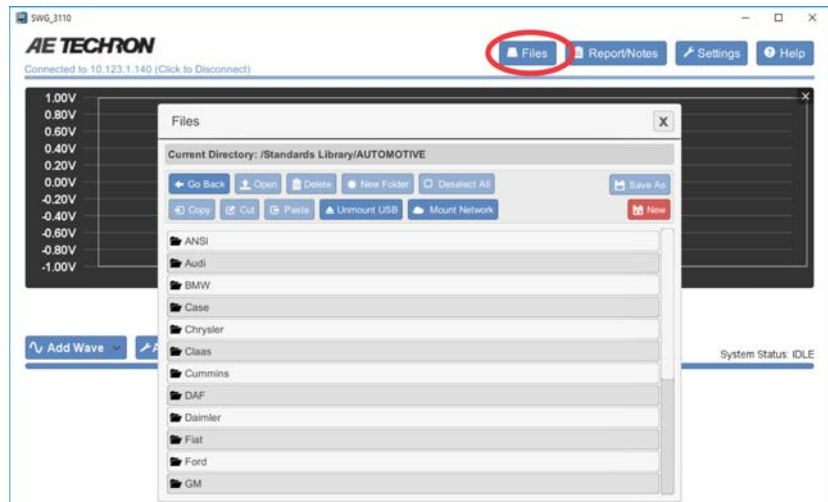 SWG_3110
AE TECHRON
Files Report/Notes Settings Help
Connected to 10.123.1.140 (Click to Disconnect)
1.00V
0.80V
0.60V
0.40V
0.20V
0.00V
-0.20V
-0.40V
-0.60V
-0.80V
-1.00V
Files
X
Current Directory: /Standards Library/AUTOMOTIVE
Go Back Open Delete New Folder Deselect All Save As
Copy Cut Paste Unmount USB Mount Network New
ANSI
Audi
BMW
Case
Chrysler
Claas
Cummins
DAF
Daimler
Fiat
Ford
GM
Add Wave A
System Status: IDLE